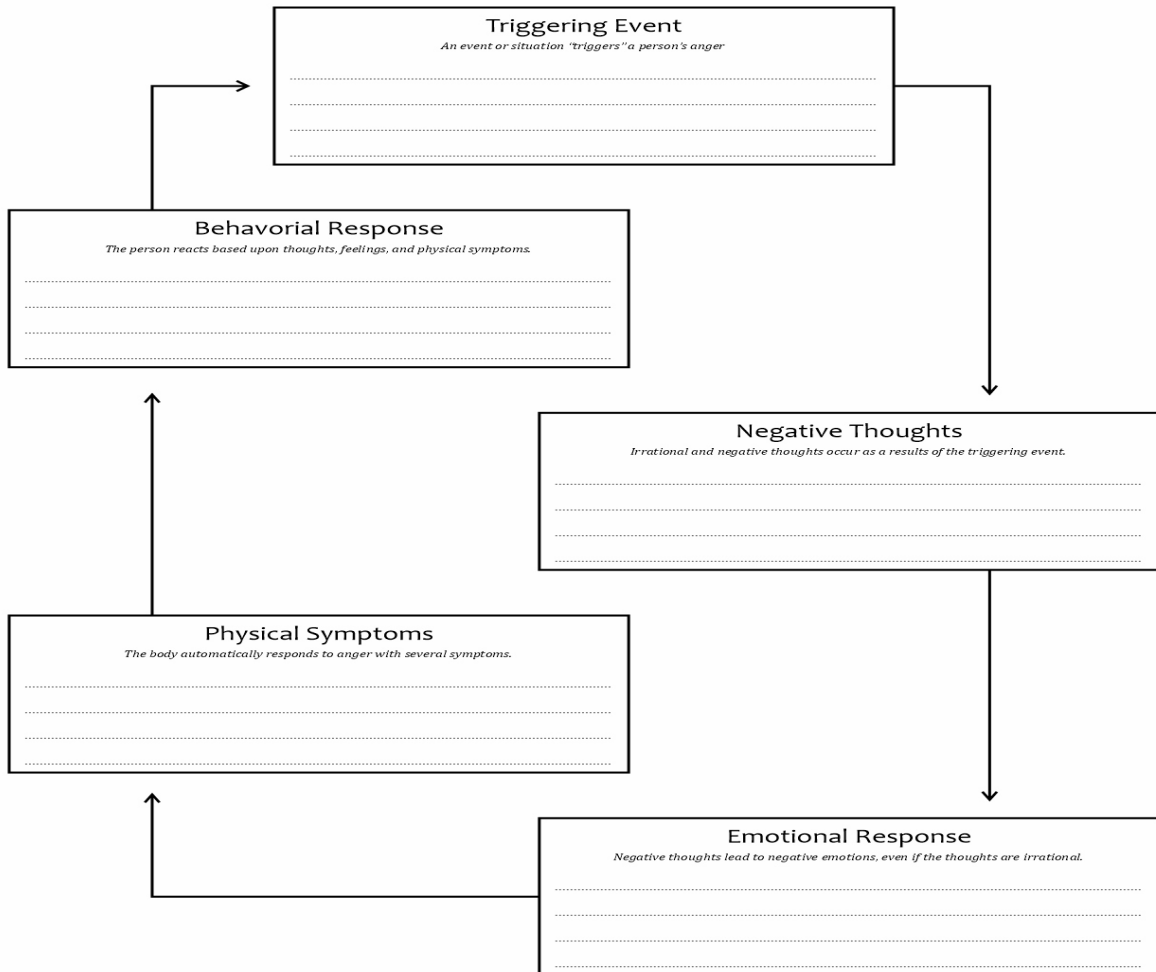 Triggering Event
An event or situation "triggers" a person's anger
Behavorial Response
The person reacts based upon thoughts, feelings, and physical symptoms.
Negative Thoughts
Irrational and negative thoughts occur as a results of the triggering event.
Physical Symptoms
The body automatically responds to anger with several symptoms.
Emotional Response
Negative thoughts lead to negative emotions, even if the thoughts are irrational.